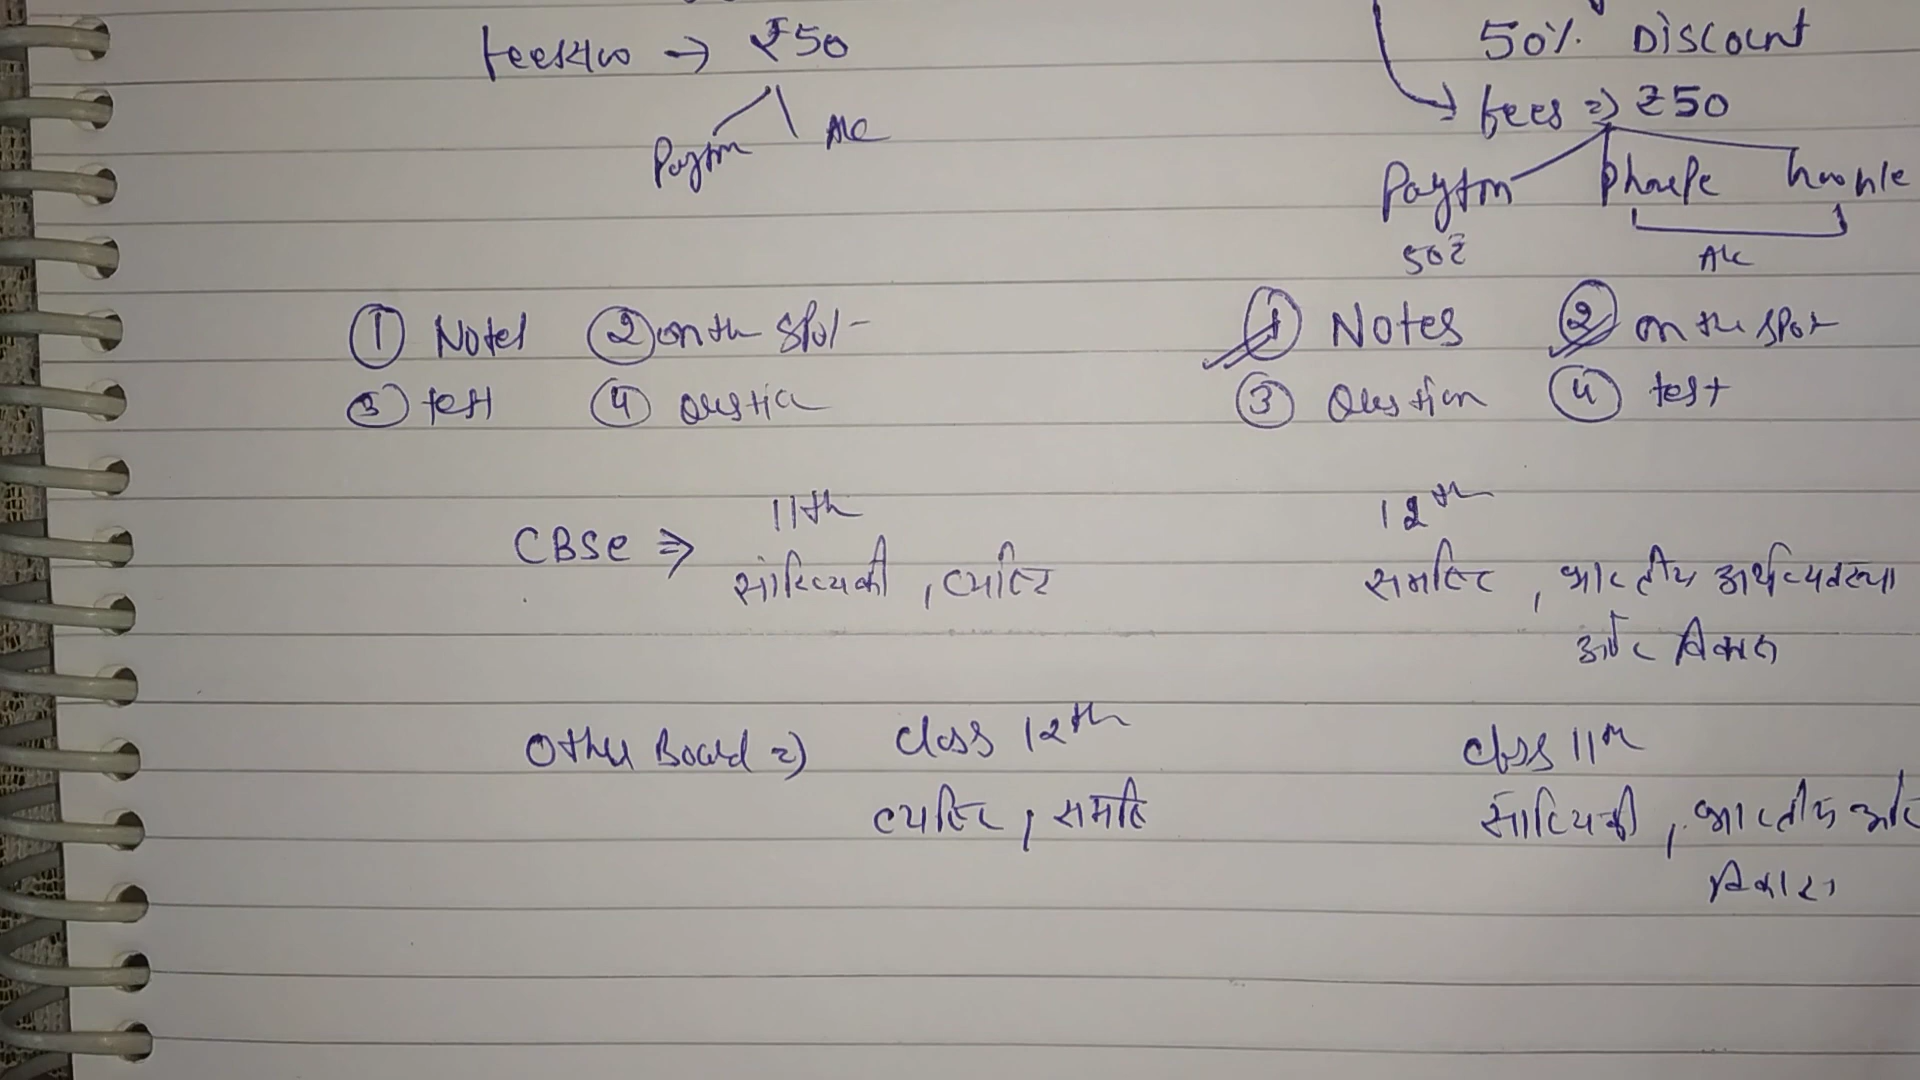 fees → ₹50
50% Discount
fees ⇒ ₹50
Paytm A/c
Paytm PhonePe Google
50₹ A/c
① Notes ② on the spot
① Notes ② on the spot
③ test ④ Question
③ Question ④ test
11th 12th
CBSE ⇒ सांख्यिकी, व्यष्टि समष्टि, भारतीय अर्थव्यवस्था
और विकास
Other Board ⇒ Class 12th Class 11th
व्यष्टि, समष्टि सांख्यिकी, भारतीय
विकास